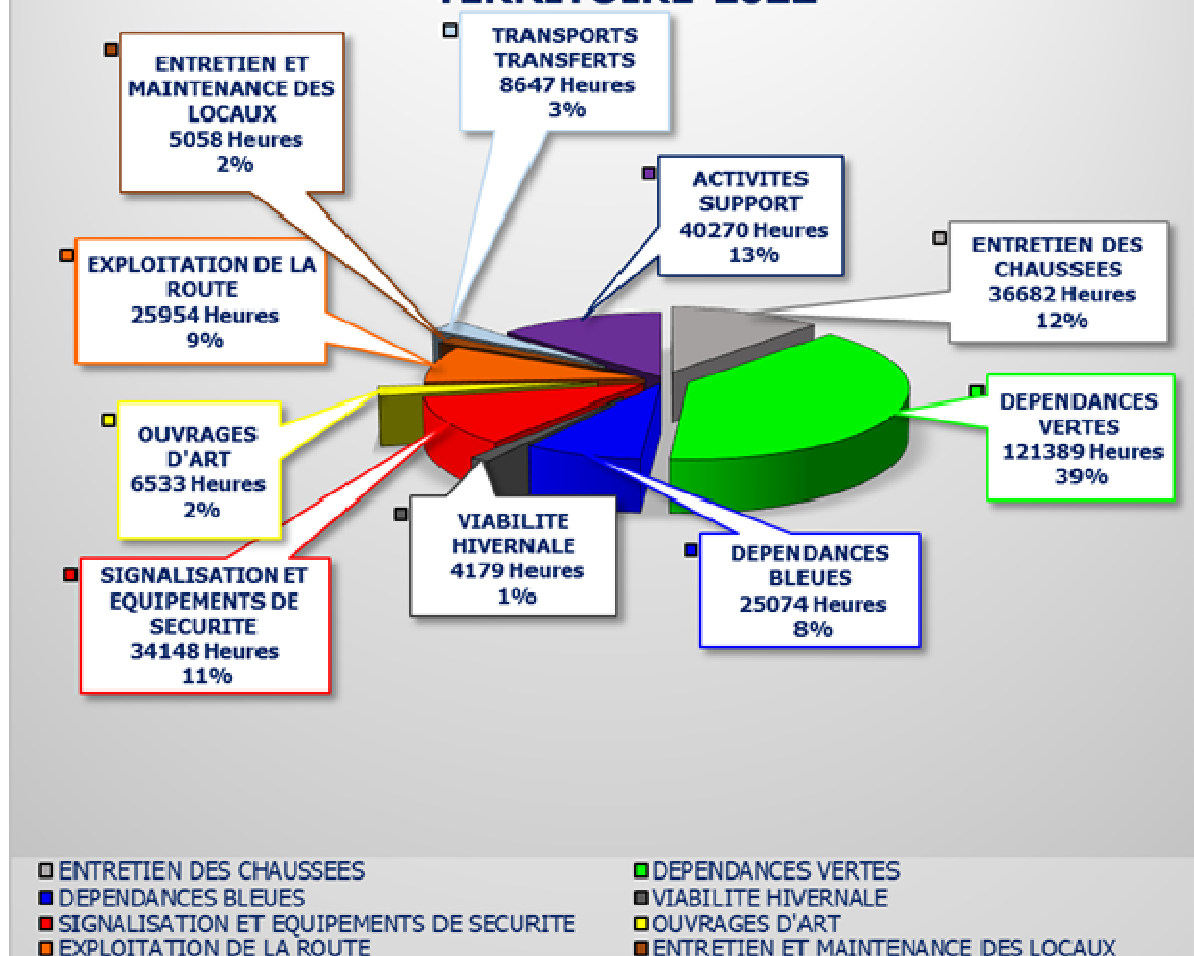 TERRITOIRE 2022
TRANSPORTS
TRANSFERTS
8647 Heures
3%
ENTRETIEN ET
MAINTENANCE DES
LOCAUX
5058 Heures
2%
ACTIVITES
SUPPORT
40270 Heures
13%
ENTRETIEN DES
CHAUSSEES
36682 Heures
12%
EXPLOITATION DE LA
ROUTE
25954 Heures
9%
DEPENDANCES
VERTES
121389 Heures
39%
OUVRAGES
D'ART
6533 Heures
2%
VIABILITE
HIVERNALE
4179 Heures
1%
DEPENDANCES
BLEUES
25074 Heures
8%
SIGNALISATION ET
EQUIPEMENTS DE
SECURITE
34148 Heures
11%
ENTRETIEN DES CHAUSSEES
DEPENDANCES VERTES
DEPENDANCES BLEUES
VIABILITE HIVERNALE
SIGNALISATION ET EQUIPEMENTS DE SECURITE
OUVRAGES D'ART
EXPLOITATION DE LA ROUTE
ENTRETIEN ET MAINTENANCE DES LOCAUX